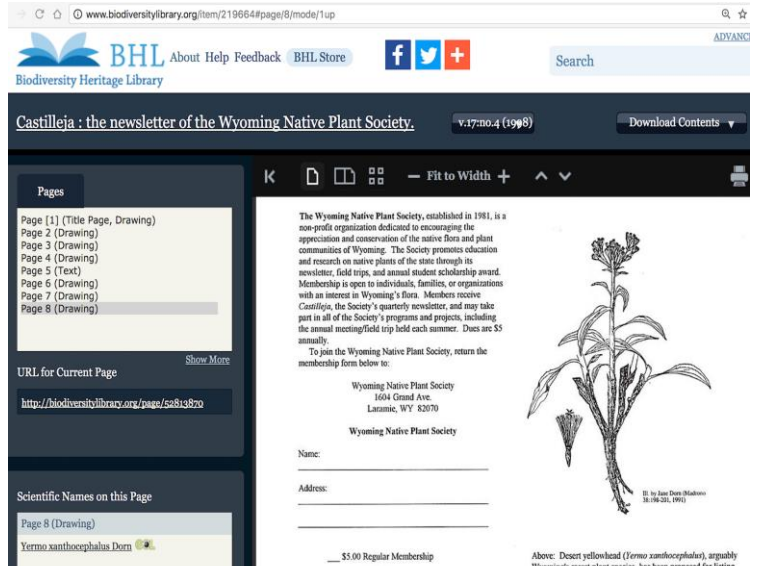 www.biodiversitylibrary.org/item/219664#page/8/mode/1up
ADVANC
BHL
About Help Feedback BHL Store
Search
Biodiversity Heritage Library
Castilleja : the newsletter of the Wyoming Native Plant Society.
v.17:no.4 (1998)
Download Contents
Pages
Page [1] (Title Page, Drawing)
Page 2 (Drawing)
Page 3 (Drawing)
Page 4 (Drawing)
Page 5 (Text)
Page 6 (Drawing)
Page 7 (Drawing)
Page 8 (Drawing)
Show More
URL for Current Page
http://biodiversitylibrary.org/page/52813870
Scientific Names on this Page
Page 8 (Drawing)
Yermo xanthocephalus Dorn
Fit to Width
The Wyoming Native Plant Society, established in 1981, is a
non-profit organization dedicated to encouraging the
appreciation and conservation of the native flora and plant
communities of Wyoming. The Society promotes education
and research on native plants of the state through its
newsletter, field trips, and annual student scholarship award.
Membership is open to individuals, families, or organizations
with an interest in Wyoming's flora. Members receive
Castilleja, the Society's quarterly newsletter, and may take
part in all of the Society's programs and projects, including
the annual meeting/field trip held each summer. Dues are $5
annually.
To join the Wyoming Native Plant Society, return the
membership form below to:
Wyoming Native Plant Society
1604 Grand Ave.
Laramie, WY 82070
Wyoming Native Plant Society
Name:
Address:
___ $5.00 Regular Membership
Ill. by Jane Dorn (Madrono
38:198-201, 1991)
Above: Desert yellowhead (Yermo xanthocephalus), arguably
Wyoming's rarest plant species, has been proposed for listing